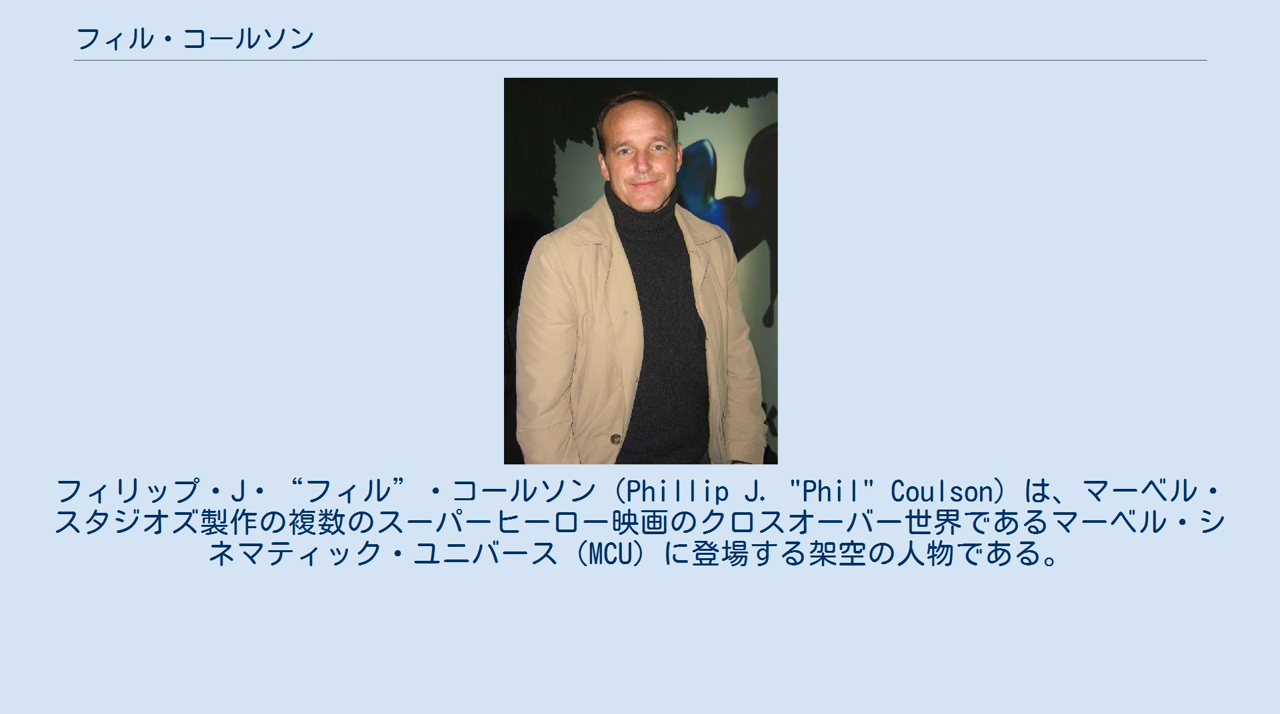 フィル・コールソン
フィリップ・J・“フィル”・コールソン（Phillip J. "Phil" Coulson）は、マーベル・
スタジオズ製作の複数のスーパーヒーロー映画のクロスオーバー世界であるマーベル・シ
ネマティック・ユニバース（MCU）に登場する架空の人物である。